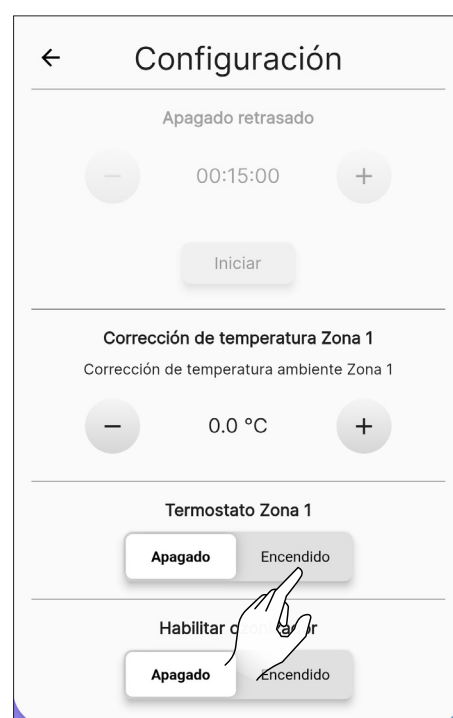 Configuración
Apagado retrasado
00:15:00
Iniciar
Corrección de temperatura Zona 1
Corrección de temperatura ambiente Zona 1
0.0 °C
Termostato Zona 1
Apagado Encendido
Habilitar
Apagado Encendido